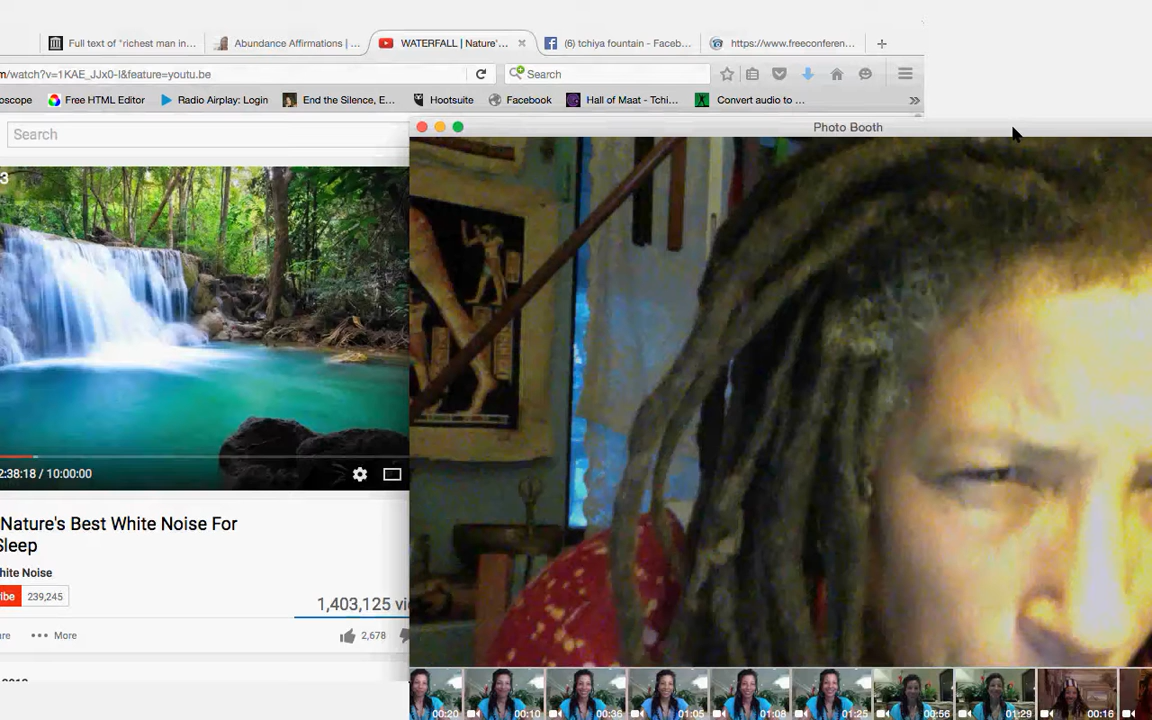 Full text of "richest man in...
Abundance Affirmations | ...
WATERFALL | Nature'...
(6) tchiya fountain - Faceb...
https://www.freeconferen...
m/watch?v=1KAE_JJx0-I&feature=youtu.be
Search
oscope
Free HTML Editor
Radio Airplay: Login
End the Silence, E...
Hootsuite
Facebook
Hall of Maat - Tchi...
Convert audio to ...
Search
Photo Booth
3
2:38:18 / 10:00:00
Nature's Best White Noise For
Sleep
hite Noise
ibe 239,245
1,403,125 vi
re
More
2,678
00:20
00:10
00:36
01:05
01:08
01:25
00:56
01:29
00:16